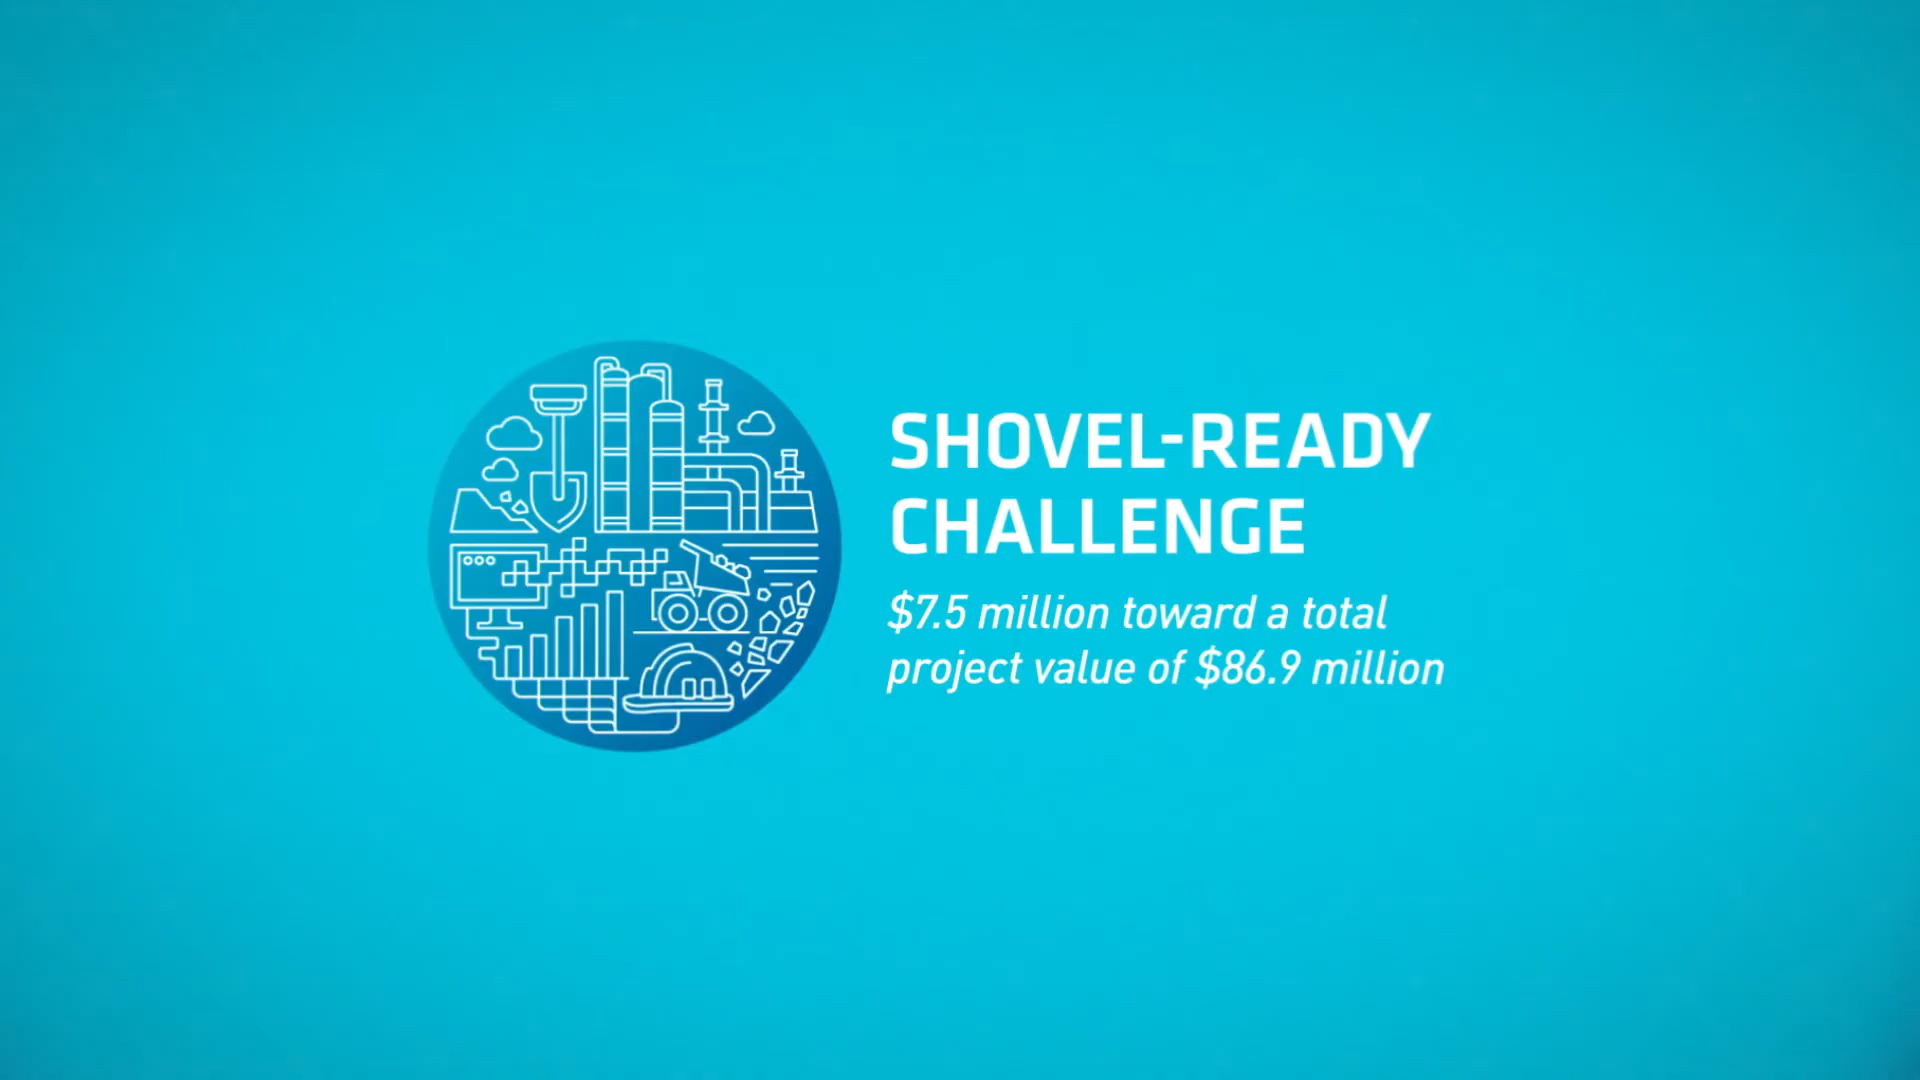 SHOVEL-READY
CHALLENGE
$7.5 million toward a total
project value of $86.9 million